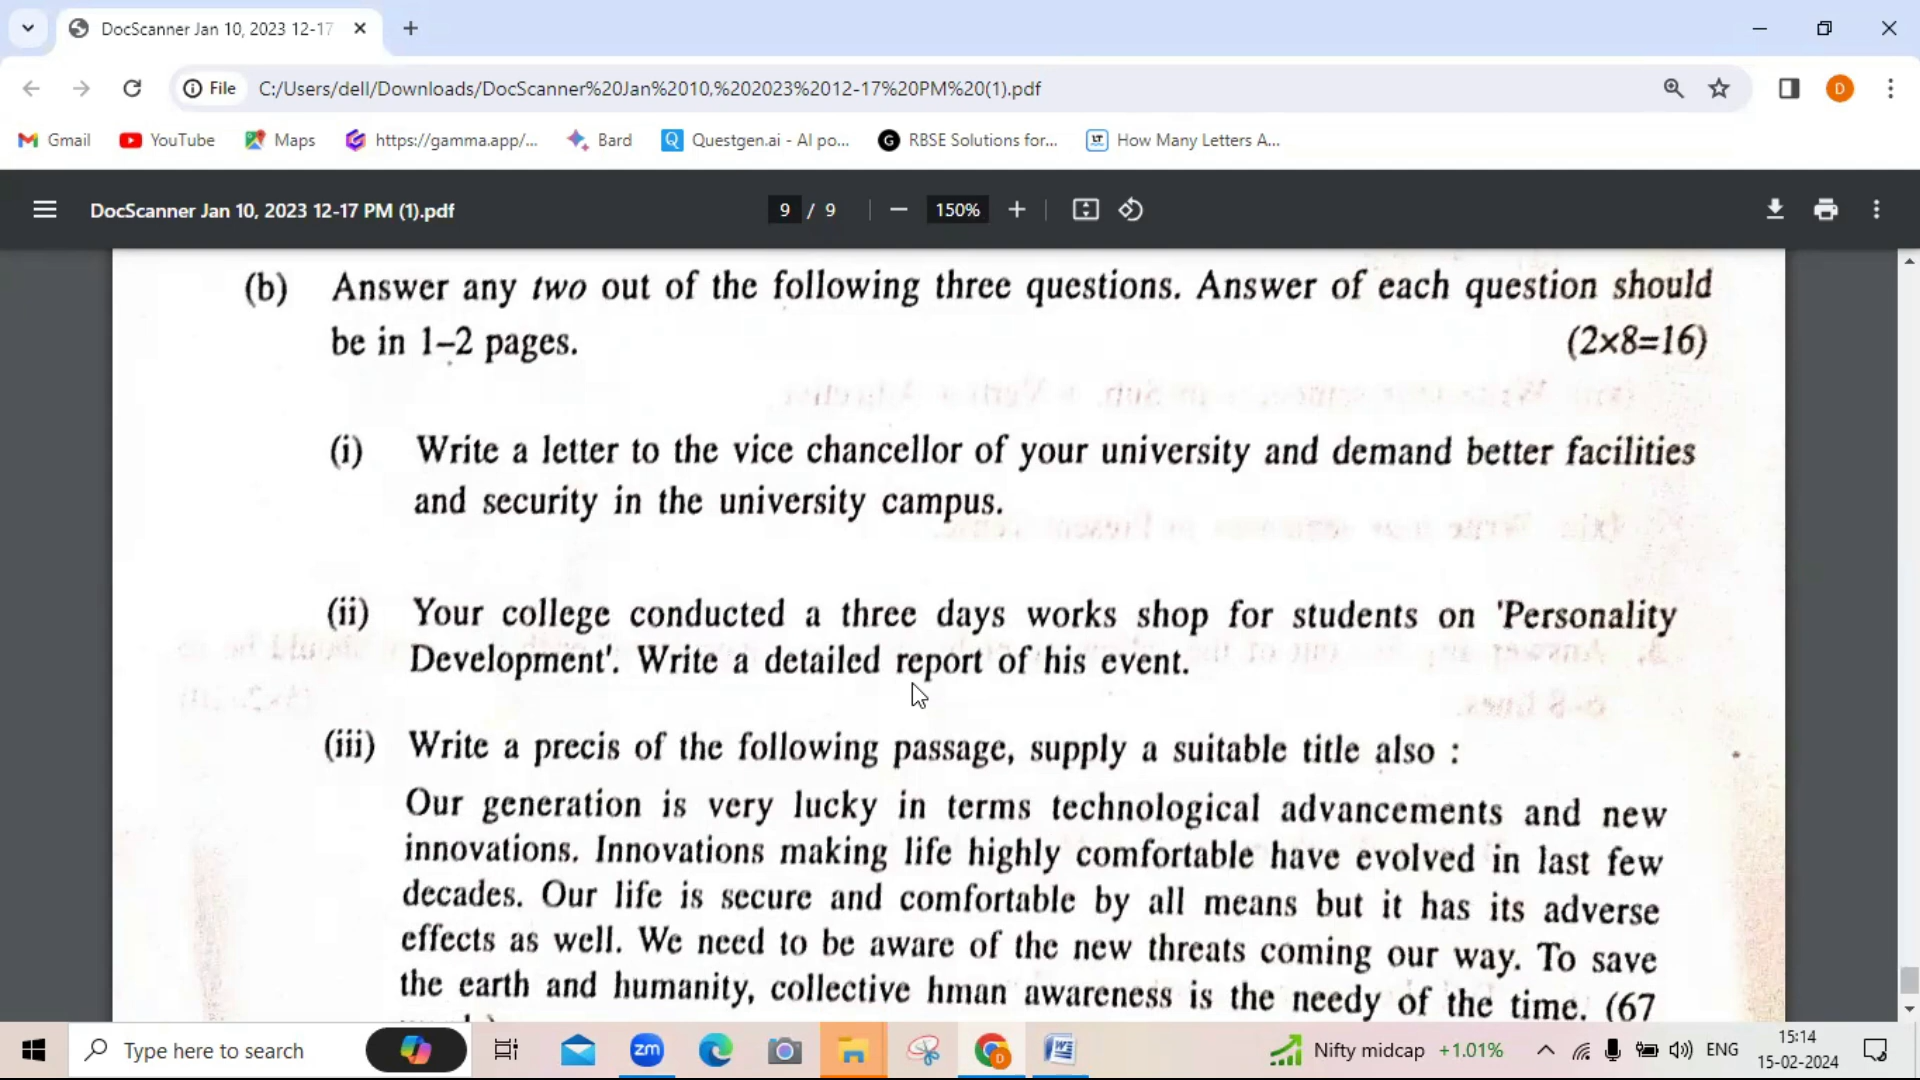 DocScanner Jan 10, 2023 12-17
File
C:/Users/dell/Downloads/DocScanner%20Jan%2010,%202023%2012-17%20PM%20(1).pdf
D
Gmail
YouTube
Maps
https://gamma.app/...
Bard
Questgen.ai - AI po...
RBSE Solutions for...
How Many Letters A...
DocScanner Jan 10, 2023 12-17 PM (1).pdf
9 / 9
150%
(b) Answer any two out of the following three questions. Answer of each question should
be in 1–2 pages. (2×8=16)
(i) Write a letter to the vice chancellor of your university and demand better facilities
and security in the university campus.
(ii) Your college conducted a three days works shop for students on 'Personality
Development'. Write a detailed report of his event.
(iii) Write a precis of the following passage, supply a suitable title also :
Our generation is very lucky in terms technological advancements and new
innovations. Innovations making life highly comfortable have evolved in last few
decades. Our life is secure and comfortable by all means but it has its adverse
effects as well. We need to be aware of the new threats coming our way. To save
the earth and humanity, collective hman awareness is the needy of the time. (67
Type here to search
zm
Nifty midcap +1.01%
ENG
15:14
15-02-2024